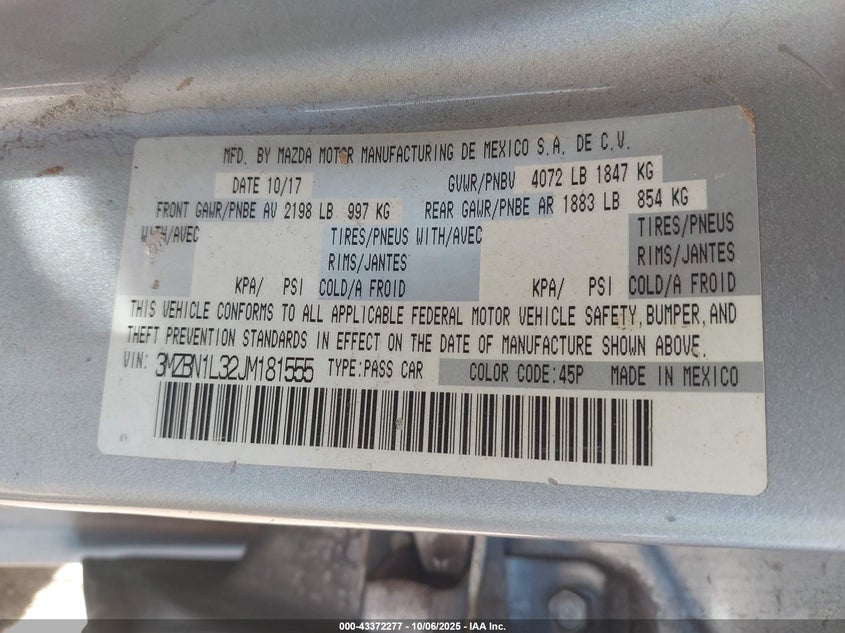 MFD. BY MAZDA MOTOR MANUFACTURING DE MEXICO S.A. DE C.V.
DATE 10/17 GVWR/PNBV 4072 LB 1847 KG
FRONT GAWR/PNBE AV 2198 LB 997 KG REAR GAWR/PNBE AR 1883 LB 854 KG
WITH/AVEC TIRES/PNEUS WITH/AVEC TIRES/PNEUS
RIMS/JANTES RIMS/JANTES
KPA/ PSI COLD/A FROID KPA/ PSI COLD/A FROID
THIS VEHICLE CONFORMS TO ALL APPLICABLE FEDERAL MOTOR VEHICLE SAFETY, BUMPER, AND
THEFT PREVENTION STANDARDS IN EFFECT ON THE DATE OF MANUFACTURE SHOWN ABOVE.
VIN: 3MZBN1L32JM181555 TYPE:PASS CAR COLOR CODE:45P MADE IN MEXICO
000-43372277 - 10/06/2025 - IAA Inc.